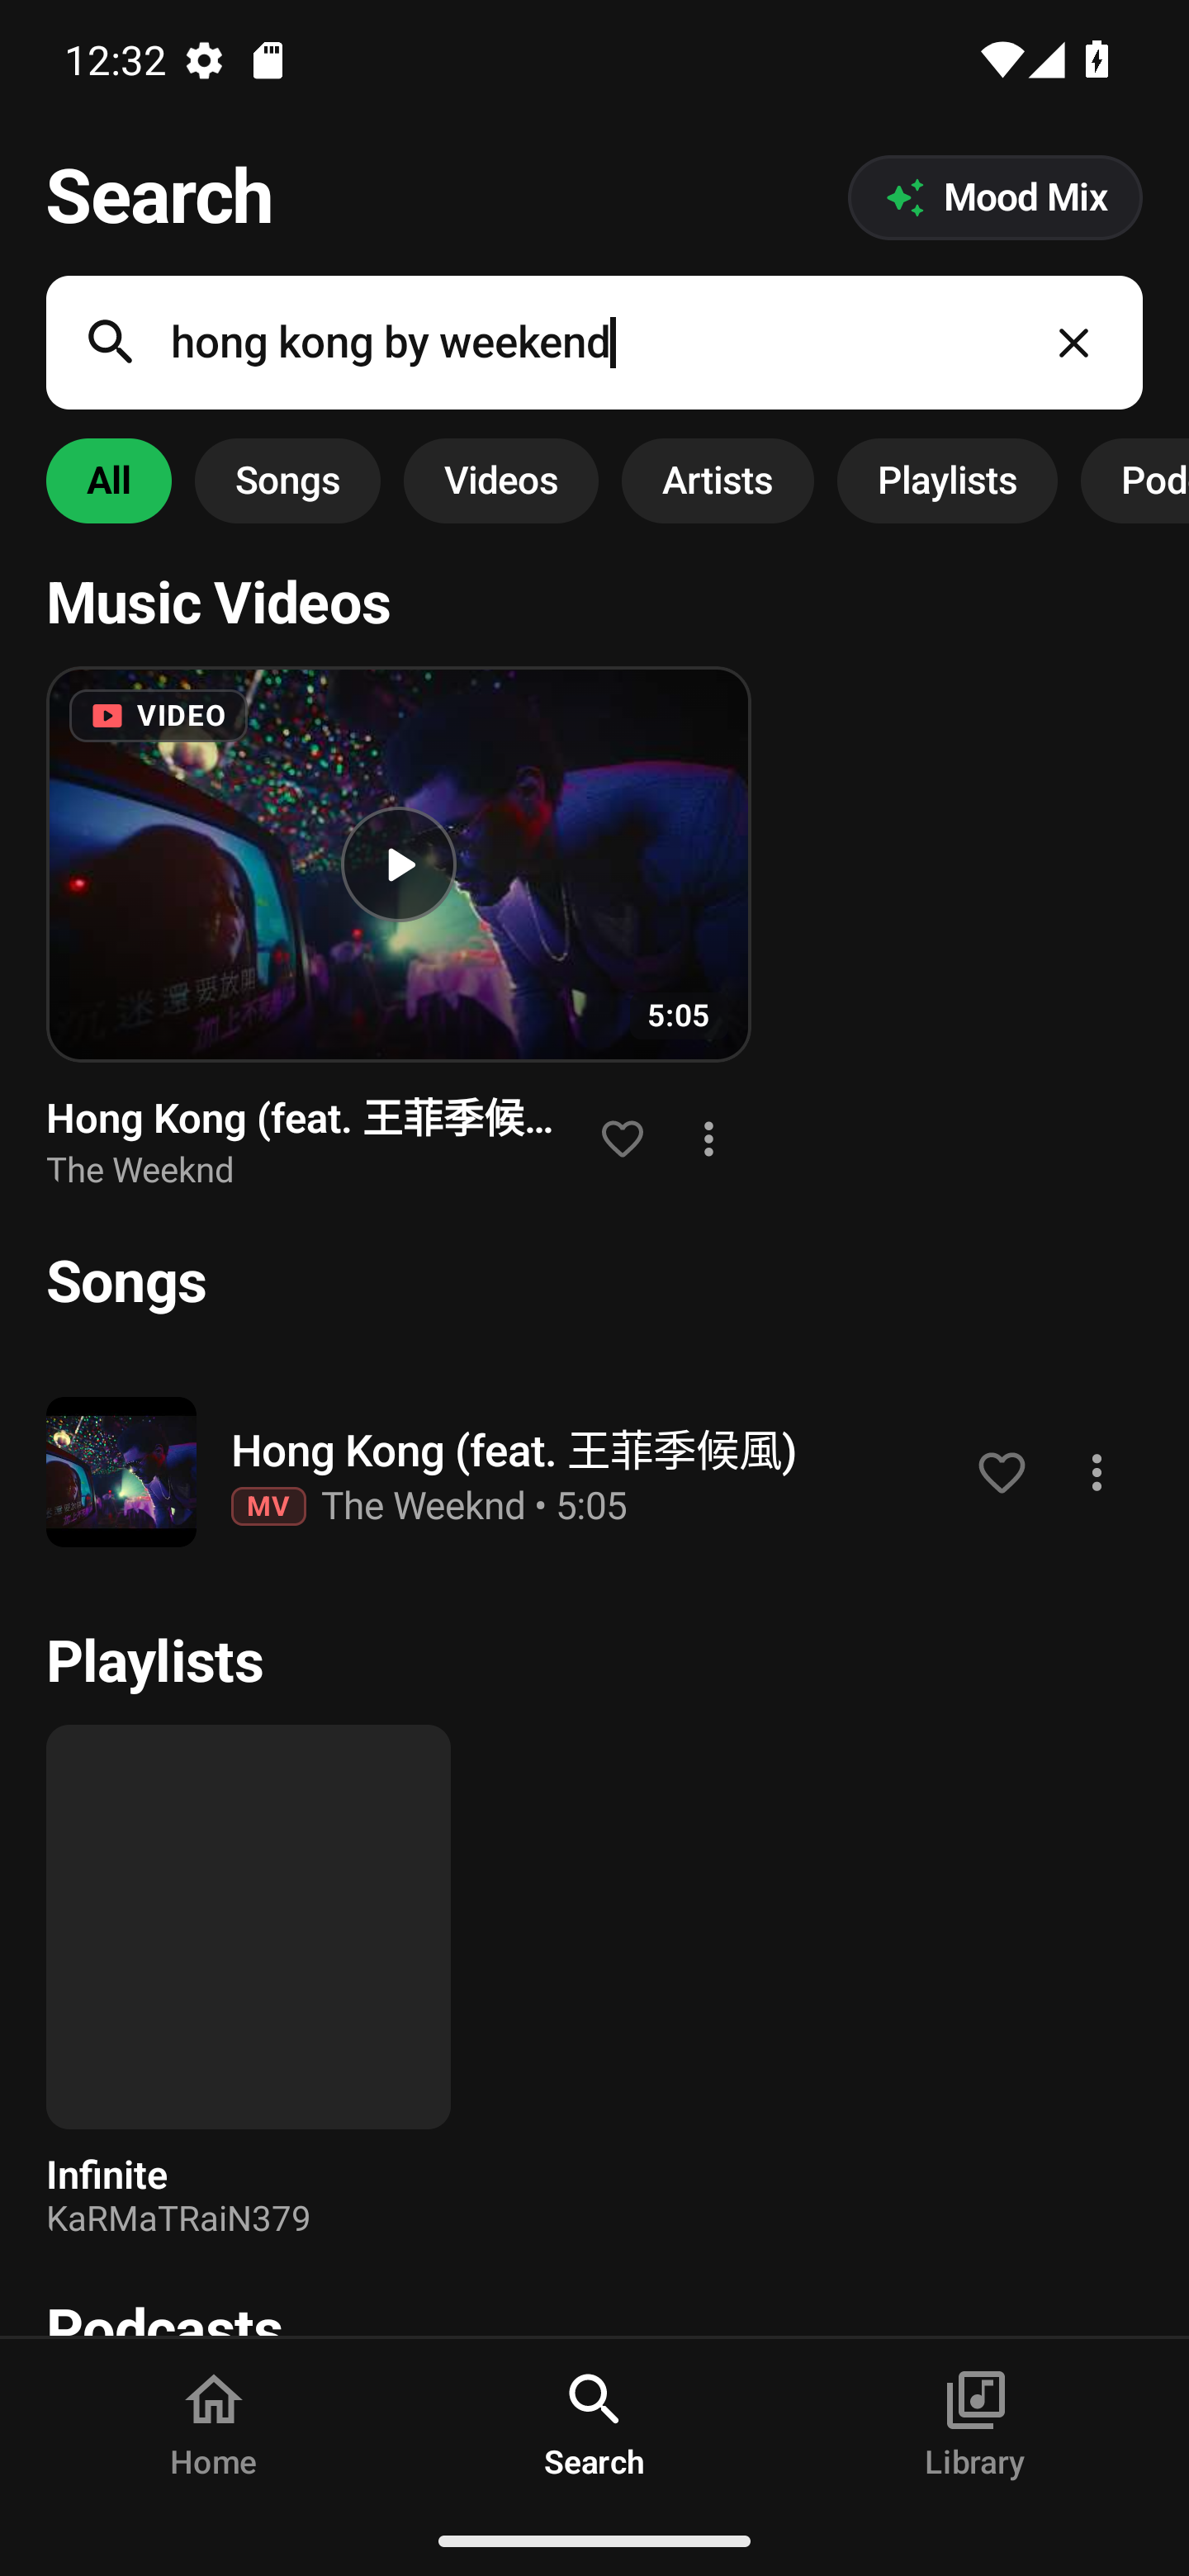 12:32
Search
Mood Mix
hong kong by weekend
All
Songs
Videos
Artists
Playlists
Pod
Music Videos
VIDEO
5:05
Hong Kong (feat. 王菲季候...
The Weeknd
Songs
Hong Kong (feat. 王菲季候風)
MV The Weeknd • 5:05
Playlists
Infinite
KaRMaTRaiN379
Podcasts
Home
Search
Library